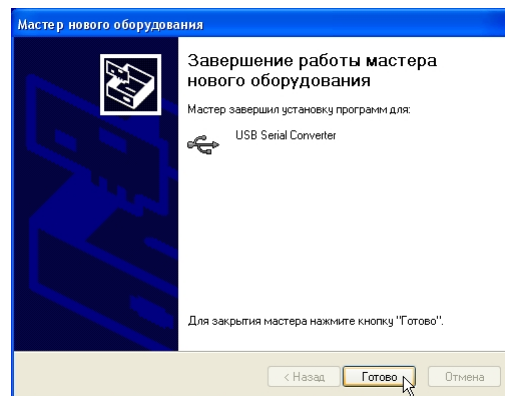 Мастер нового оборудования
Завершение работы мастера
нового оборудования
Мастер завершил установку программ для:
USB Serial Converter
Для закрытия мастера нажмите кнопку "Готово".
< Назад
Готово
Отмена